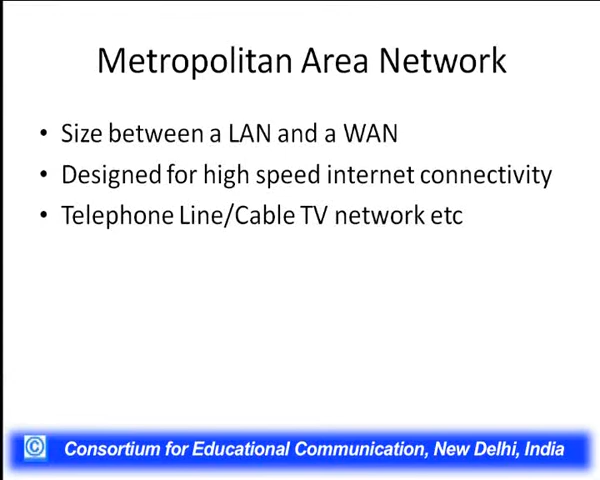 Metropolitan Area Network
• Size between a LAN and a WAN
• Designed for high speed internet connectivity
• Telephone Line/Cable TV network etc
© Consortium for Educational Communication, New Delhi, India